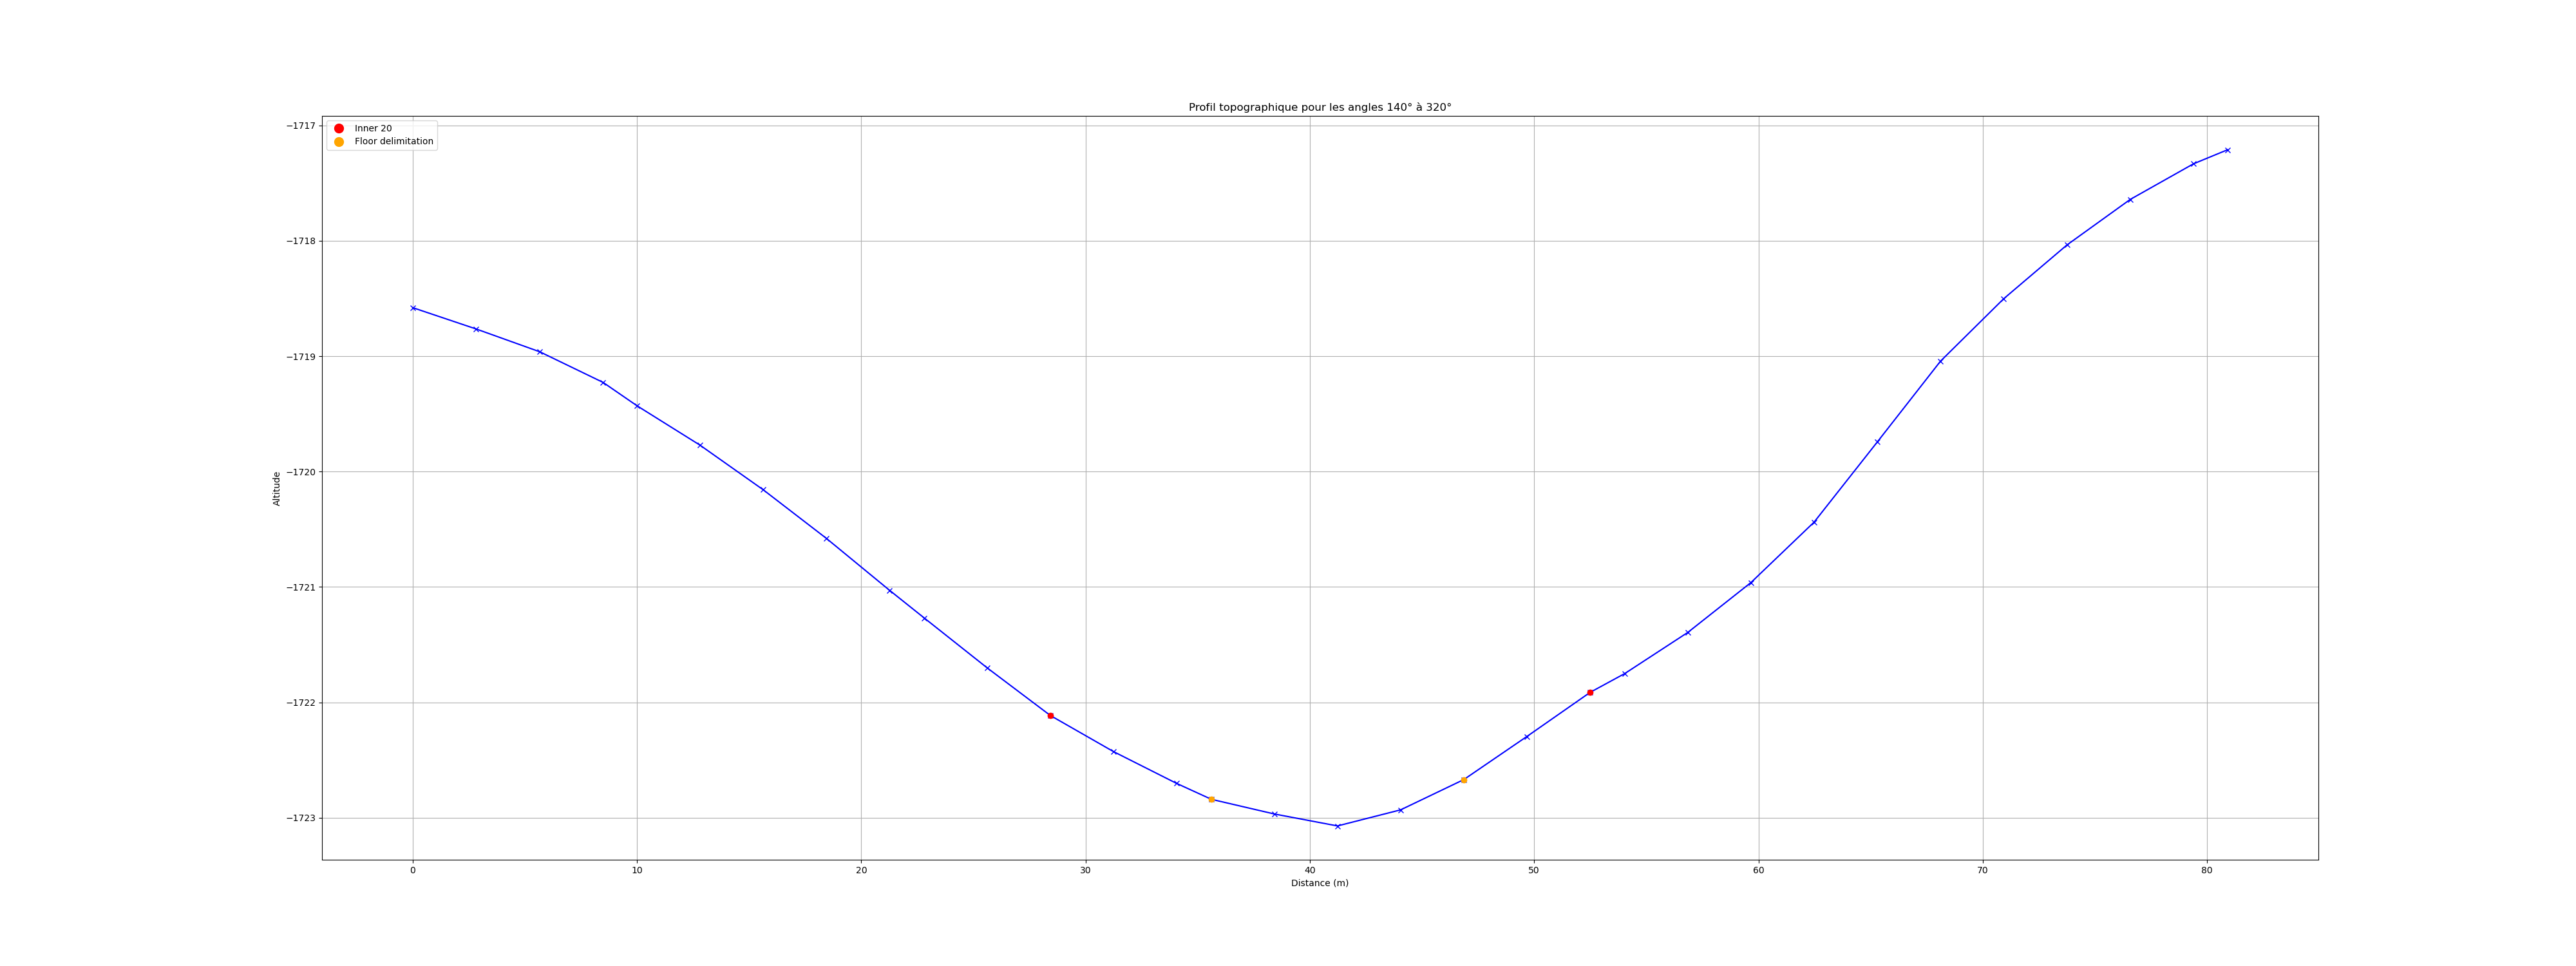 Profil topographique pour les angles 140° à 320°
Inner 20
Floor delimitation
−1717
−1718
−1719
−1720
−1721
−1722
−1723
Altitude
0 10 20 30 40 50 60 70 80
Distance (m)